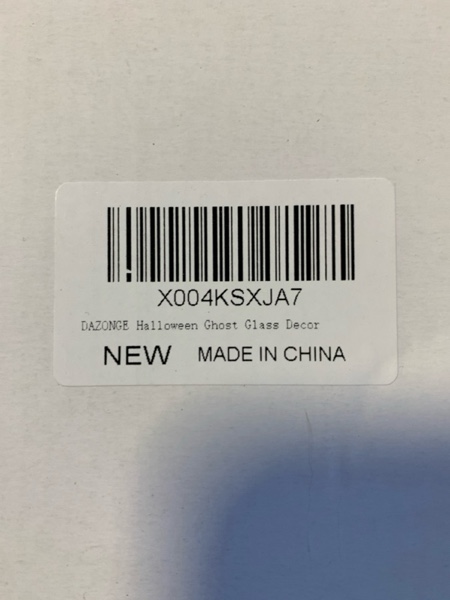 X004KSXJA7
DAZONGE Halloween Ghost Glass Decor
NEW MADE IN CHINA